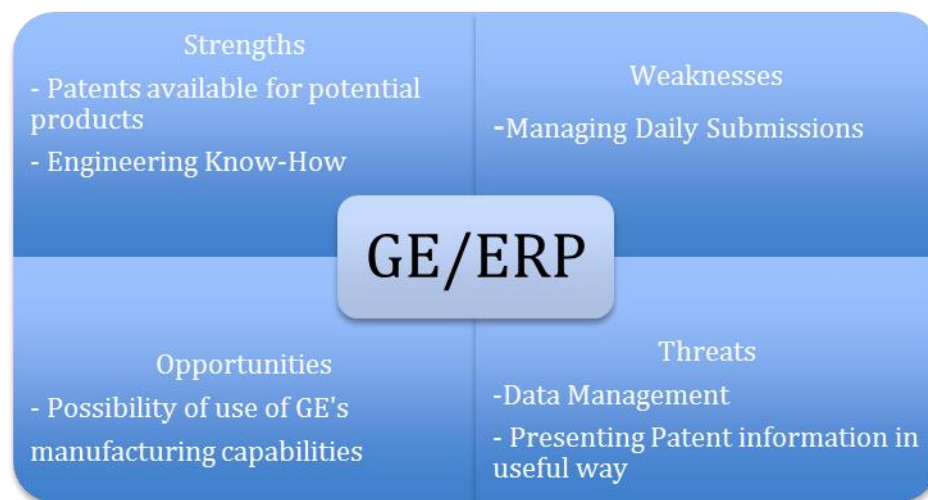 Strengths
- Patents available for potential
products
- Engineering Know-How
Weaknesses
-Managing Daily Submissions
GE/ERP
Opportunities
- Possibility of use of GE's
manufacturing capabilities
Threats
-Data Management
- Presenting Patent information in
useful way